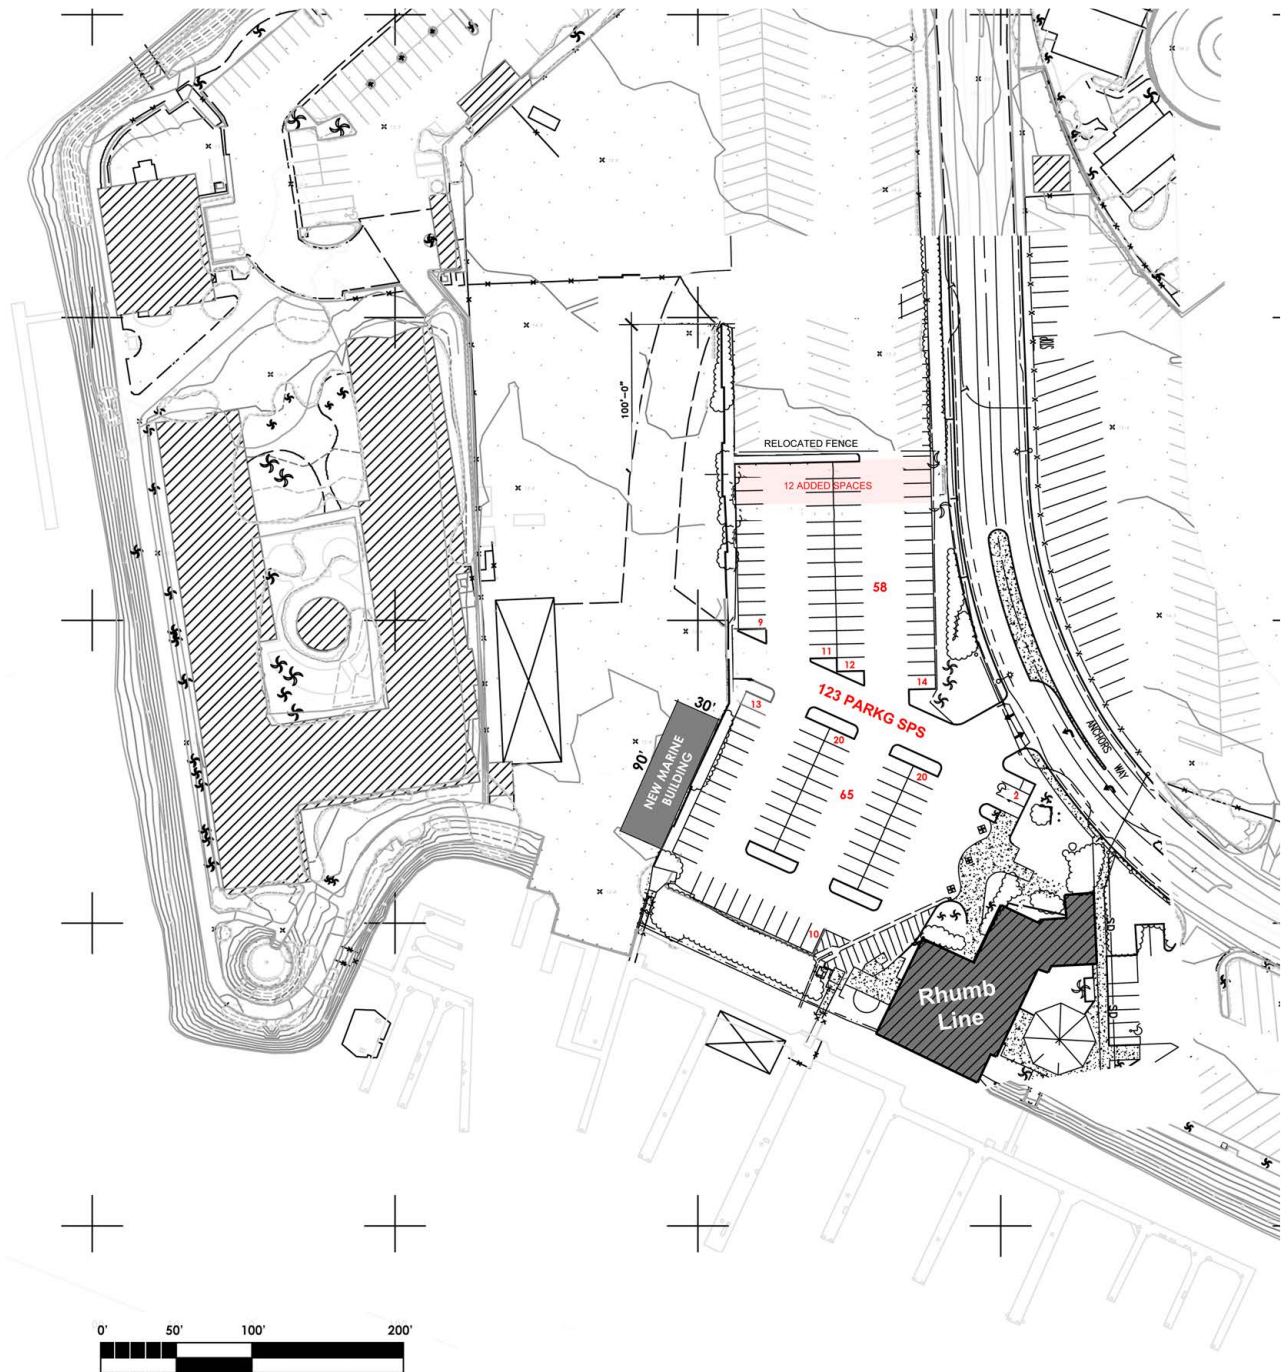 100'-0"
RELOCATED FENCE
12 ADDED SPACES
58
9
11
12
14
13
123 PARKG SPS
30'
90'
NEW MARINE
BUILDING
20
20
65
2
ANCHORS WAY
10
Rhumb
Line
SD
SD
0' 50' 100' 200'